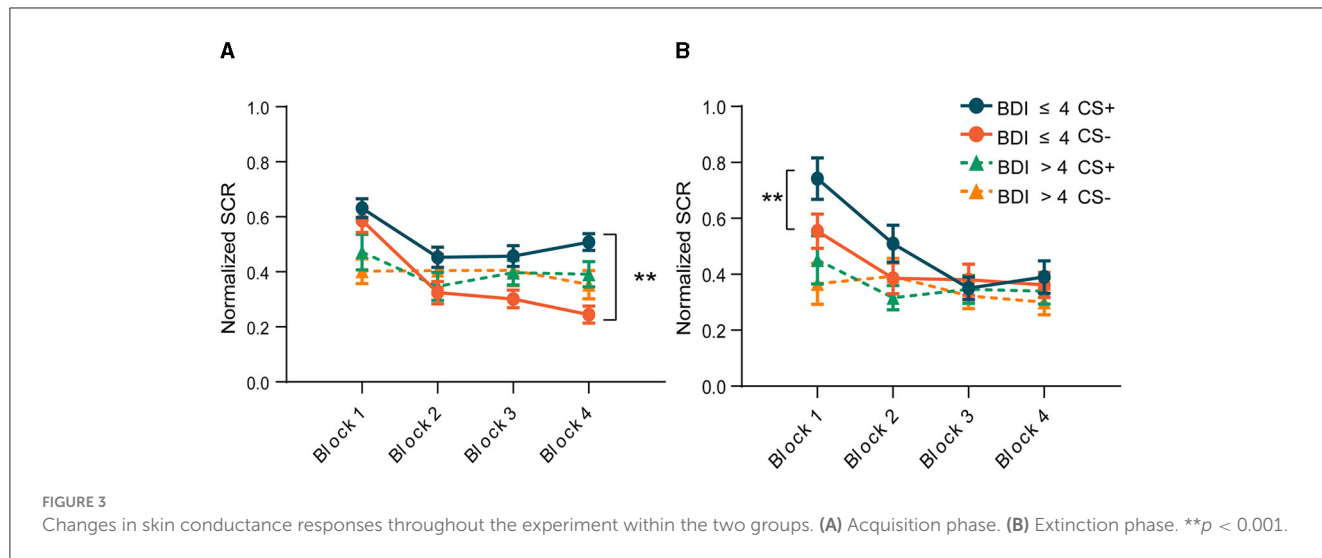 A
B
Normalized SCR
1.0
0.8
0.6
0.4
0.2
0.0
**
Block 1
Block 2
Block 3
Block 4
Normalized SCR
1.0
0.8
0.6
0.4
0.2
0.0
**
BDI ≤ 4 CS+
BDI ≤ 4 CS-
BDI > 4 CS+
BDI > 4 CS-
Block 1
Block 2
Block 3
Block 4
FIGURE 3
Changes in skin conductance responses throughout the experiment within the two groups. (A) Acquisition phase. (B) Extinction phase. **p < 0.001.